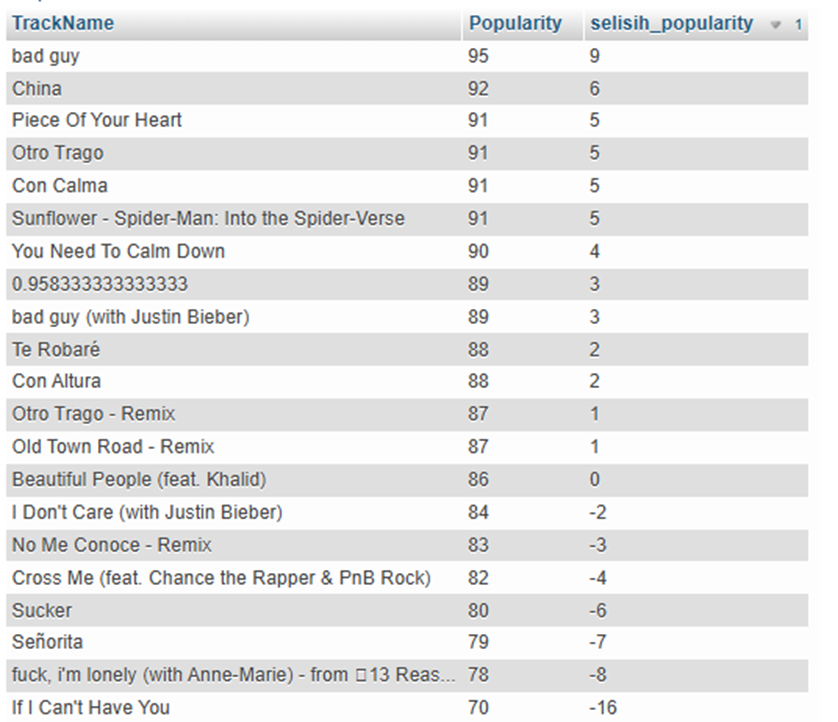 TrackName Popularity selisih_popularity 1
bad guy 95 9
China 92 6
Piece Of Your Heart 91 5
Otro Trago 91 5
Con Calma 91 5
Sunflower - Spider-Man: Into the Spider-Verse 91 5
You Need To Calm Down 90 4
0.958333333333333 89 3
bad guy (with Justin Bieber) 89 3
Te Robaré 88 2
Con Altura 88 2
Otro Trago - Remix 87 1
Old Town Road - Remix 87 1
Beautiful People (feat. Khalid) 86 0
I Don't Care (with Justin Bieber) 84 -2
No Me Conoce - Remix 83 -3
Cross Me (feat. Chance the Rapper & PnB Rock) 82 -4
Sucker 80 -6
Señorita 79 -7
fuck, i'm lonely (with Anne-Marie) - from □13 Reas... 78 -8
If I Can't Have You 70 -16